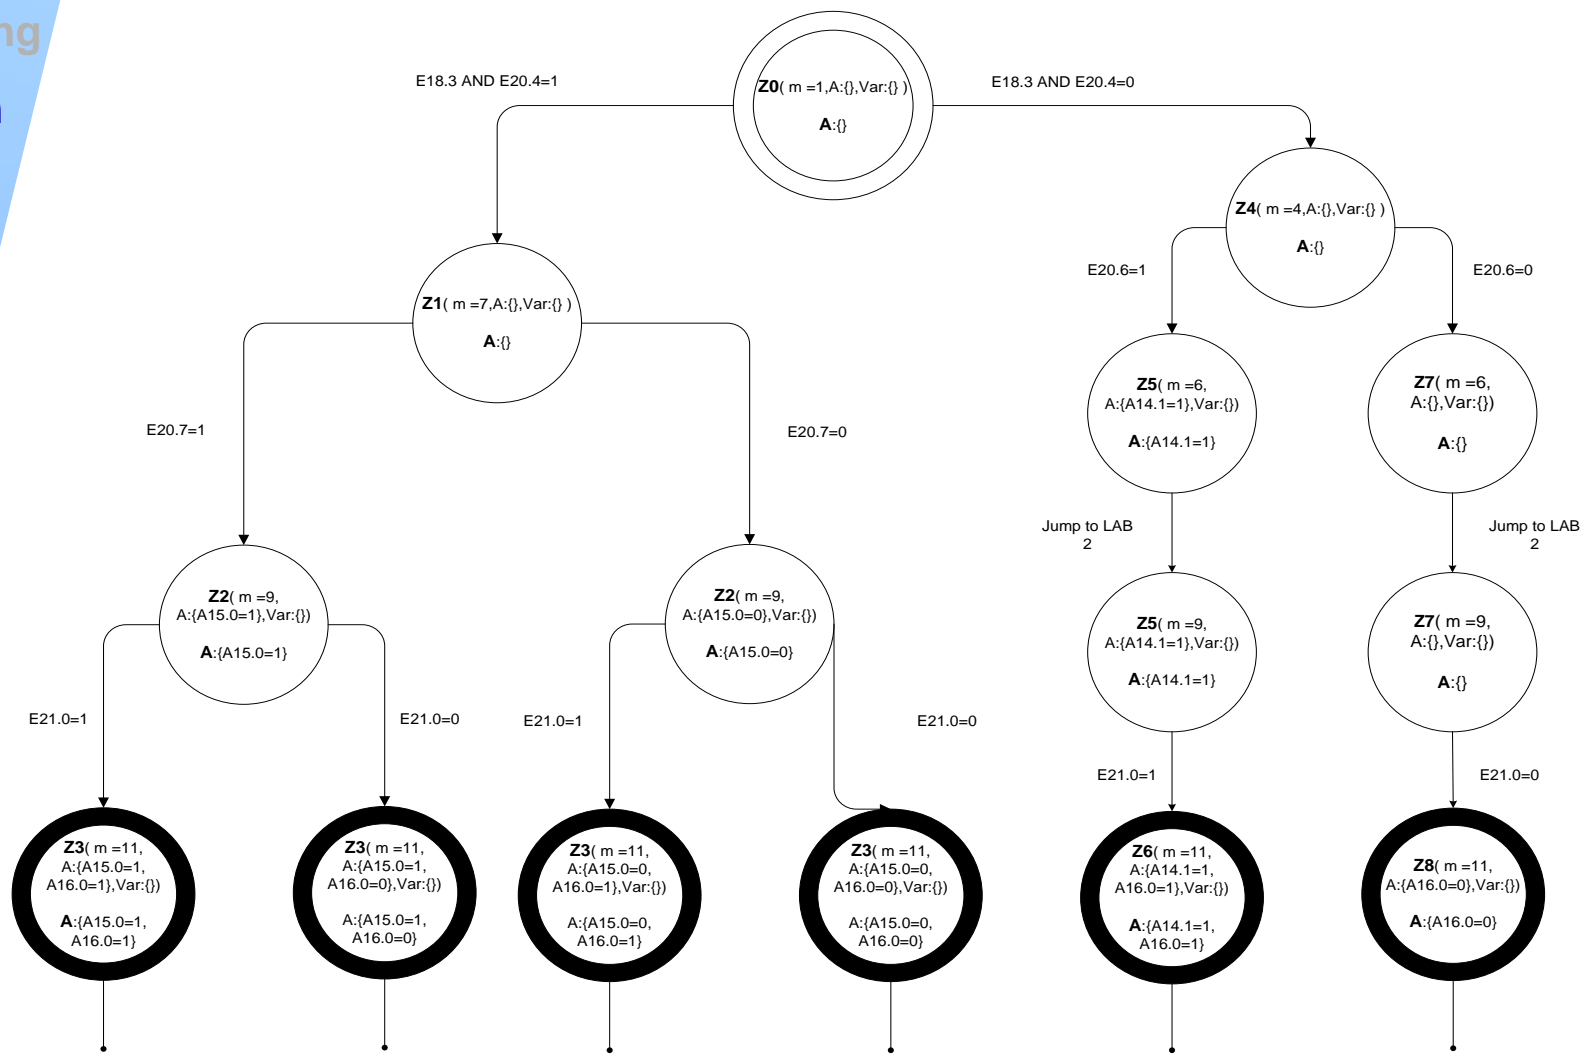 ng
E18.3 AND E20.4=1
Z0( m =1,A:{},Var:{} )
A:{}
E18.3 AND E20.4=0
Z4( m =4,A:{},Var:{} )
A:{}
E20.6=1
E20.6=0
Z1( m =7,A:{},Var:{} )
A:{}
E20.7=1
E20.7=0
Z5( m =6,
A:{A14.1=1},Var:{})
A:{A14.1=1}
Z7( m =6,
A:{},Var:{})
A:{}
Jump to LAB
2
Jump to LAB
2
Z2( m =9,
A:{A15.0=1},Var:{})
A:{A15.0=1}
Z2( m =9,
A:{A15.0=0},Var:{})
A:{A15.0=0}
Z5( m =9,
A:{A14.1=1},Var:{})
A:{A14.1=1}
Z7( m =9,
A:{},Var:{})
A:{}
E21.0=1
E21.0=0
E21.0=1
E21.0=0
E21.0=1
E21.0=0
Z3( m =11,
A:{A15.0=1,
A16.0=1},Var:{})
A:{A15.0=1,
A16.0=1}
Z3( m =11,
A:{A15.0=1,
A16.0=0},Var:{})
A:{A15.0=1,
A16.0=0}
Z3( m =11,
A:{A15.0=0,
A16.0=1},Var:{})
A:{A15.0=0,
A16.0=1}
Z3( m =11,
A:{A15.0=0,
A16.0=0},Var:{})
A:{A15.0=0,
A16.0=0}
Z6( m =11,
A:{A14.1=1,
A16.0=1},Var:{})
A:{A14.1=1,
A16.0=1}
Z8( m =11,
A:{A16.0=0},Var:{})
A:{A16.0=0}